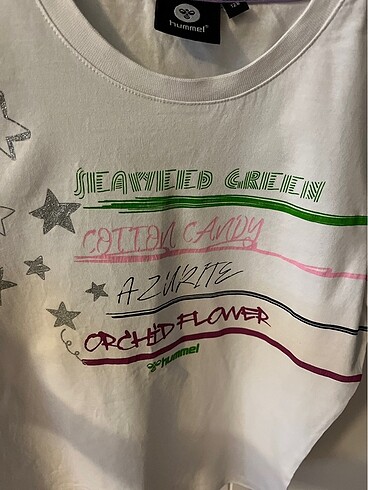 hummel
SEAWEED GREEN
COTTON CANDY
AZURITE
ORCHID FLOWER
hummel